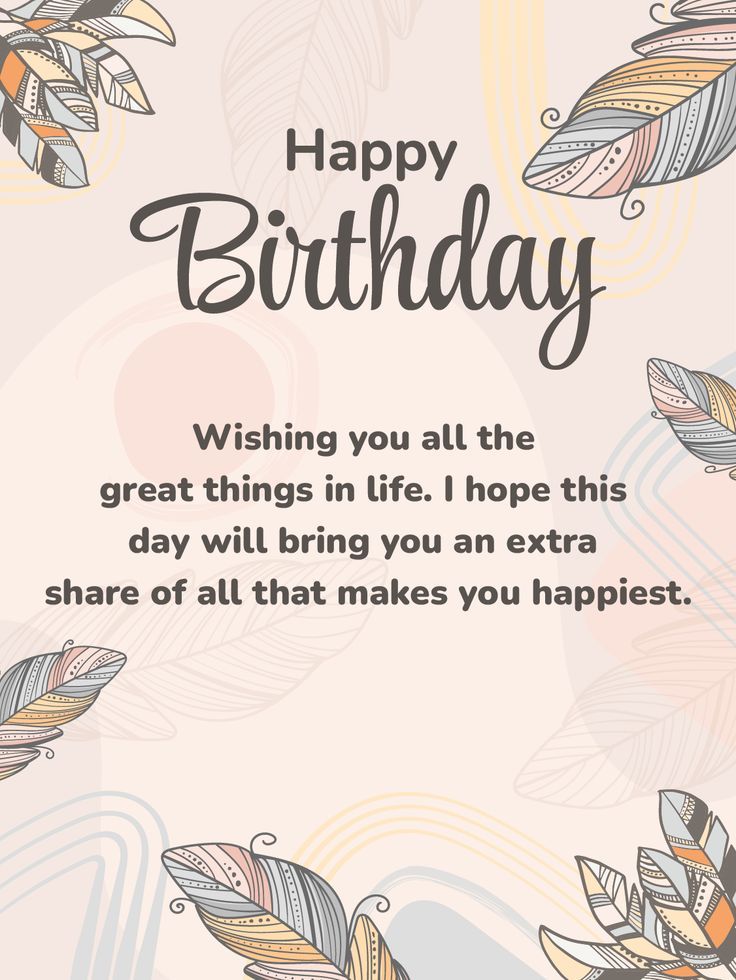 Happy
Birthday
Wishing you all the
great things in life. I hope this
day will bring you an extra
share of all that makes you happiest.